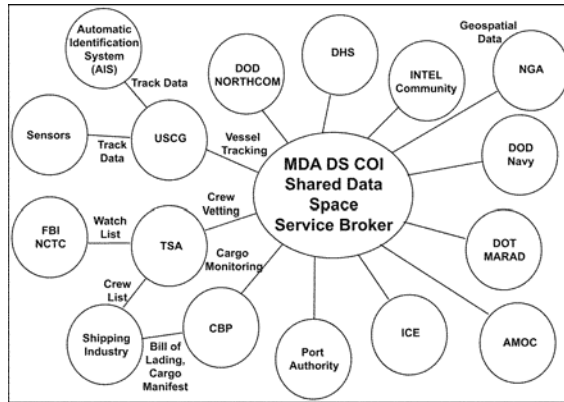 Automatic
Identification
System
(AIS)
Track Data
DOD
NORTHCOM
DHS
INTEL
Community
Geospatial
Data
NGA
Sensors
Track
Data
USCG
Vessel
Tracking
MDA DS COI
Shared Data
Space
Service Broker
DOD
Navy
FBI
NCTC
Watch
List
TSA
Crew
Vetting
Cargo
Monitoring
DOT
MARAD
Crew
List
Shipping
Industry
Bill of
Lading,
Cargo
Manifest
CBP
Port
Authority
ICE
AMOC